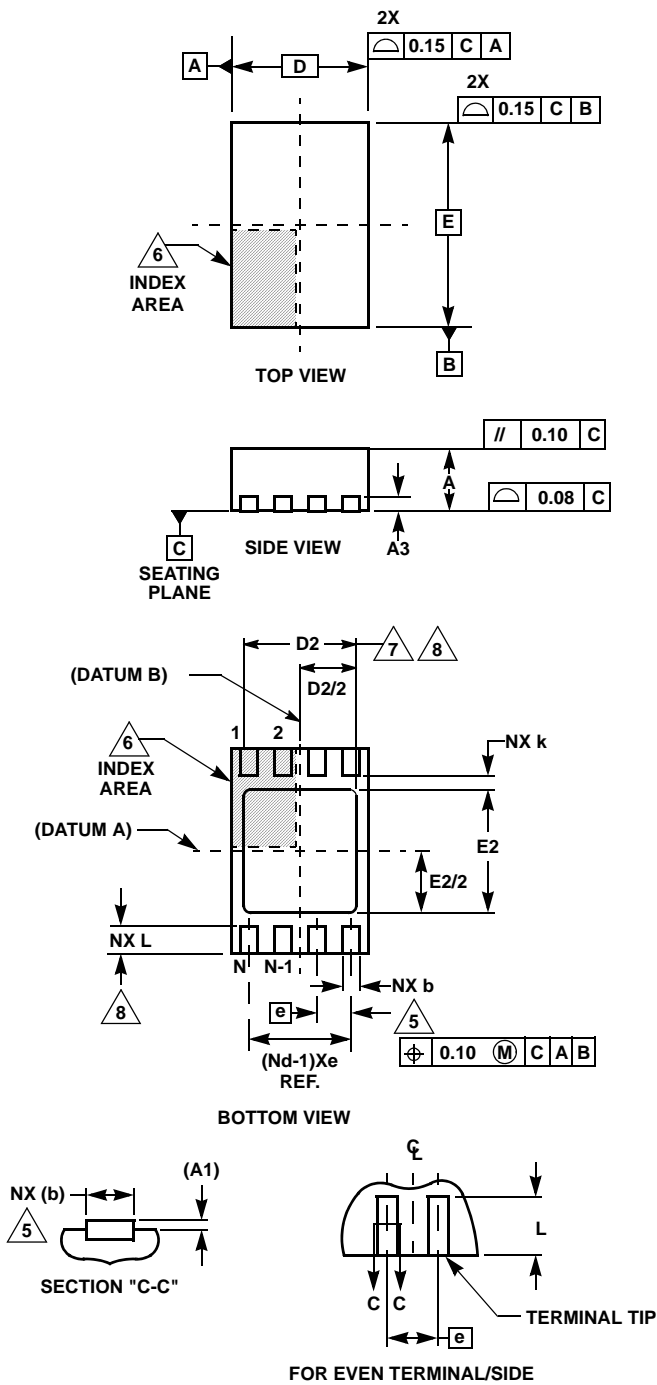 2X
⌓ 0.15 C A
A
D
2X
⌓ 0.15 C B
E
6
INDEX
AREA
B
TOP VIEW
// 0.10 C
A
⌓ 0.08 C
C
SIDE VIEW
A3
SEATING
PLANE
D2
7 8
(DATUM B)
D2/2
1 2
6
INDEX
AREA
NX k
(DATUM A)
E2
E2/2
NX L
N N-1
NX b
8
e
5
(Nd-1)Xe
REF.
⌖ 0.10 Ⓜ C A B
BOTTOM VIEW
(A1)
NX (b)
5
SECTION "C-C"
℄
L
C C
TERMINAL TIP
e
FOR EVEN TERMINAL/SIDE